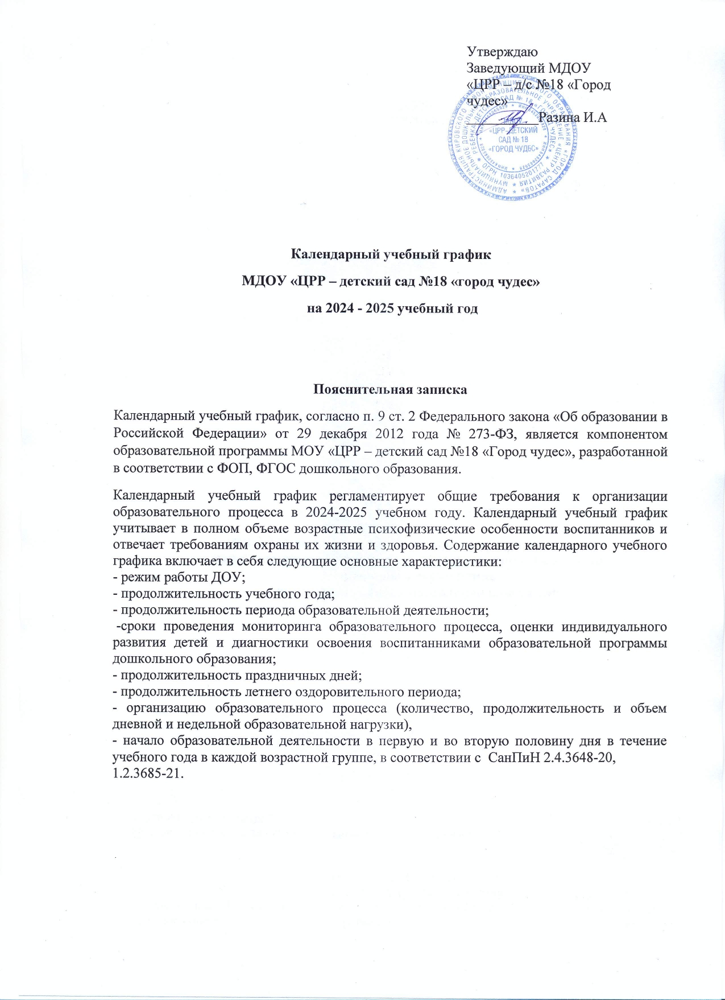 Утверждаю
Заведующий МДОУ
«ЦРР – д/с №18 «Город
чудес»
__________Разина И.А
«ЦРР-ДЕТСКИЙ
САД № 18
«ГОРОД ЧУДЕС»
ОГРН 1036405201777
Календарный учебный график
МДОУ «ЦРР – детский сад №18 «город чудес»
на 2024 - 2025 учебный год
Пояснительная записка
Календарный учебный график, согласно п. 9 ст. 2 Федерального закона «Об образовании в
Российской Федерации» от 29 декабря 2012 года № 273-ФЗ, является компонентом
образовательной программы МОУ «ЦРР – детский сад №18 «Город чудес», разработанной
в соответствии с ФОП, ФГОС дошкольного образования.
Календарный учебный график регламентирует общие требования к организации
образовательного процесса в 2024-2025 учебном году. Календарный учебный график
учитывает в полном объеме возрастные психофизические особенности воспитанников и
отвечает требованиям охраны их жизни и здоровья. Содержание календарного учебного
графика включает в себя следующие основные характеристики:
- режим работы ДОУ;
- продолжительность учебного года;
- продолжительность периода образовательной деятельности;
-сроки проведения мониторинга образовательного процесса, оценки индивидуального
развития детей и диагностики освоения воспитанниками образовательной программы
дошкольного образования;
- продолжительность праздничных дней;
- продолжительность летнего оздоровительного периода;
- организацию образовательного процесса (количество, продолжительность и объем
дневной и недельной образовательной нагрузки),
- начало образовательной деятельности в первую и во вторую половину дня в течение
учебного года в каждой возрастной группе, в соответствии с СанПиН 2.4.3648-20,
1.2.3685-21.